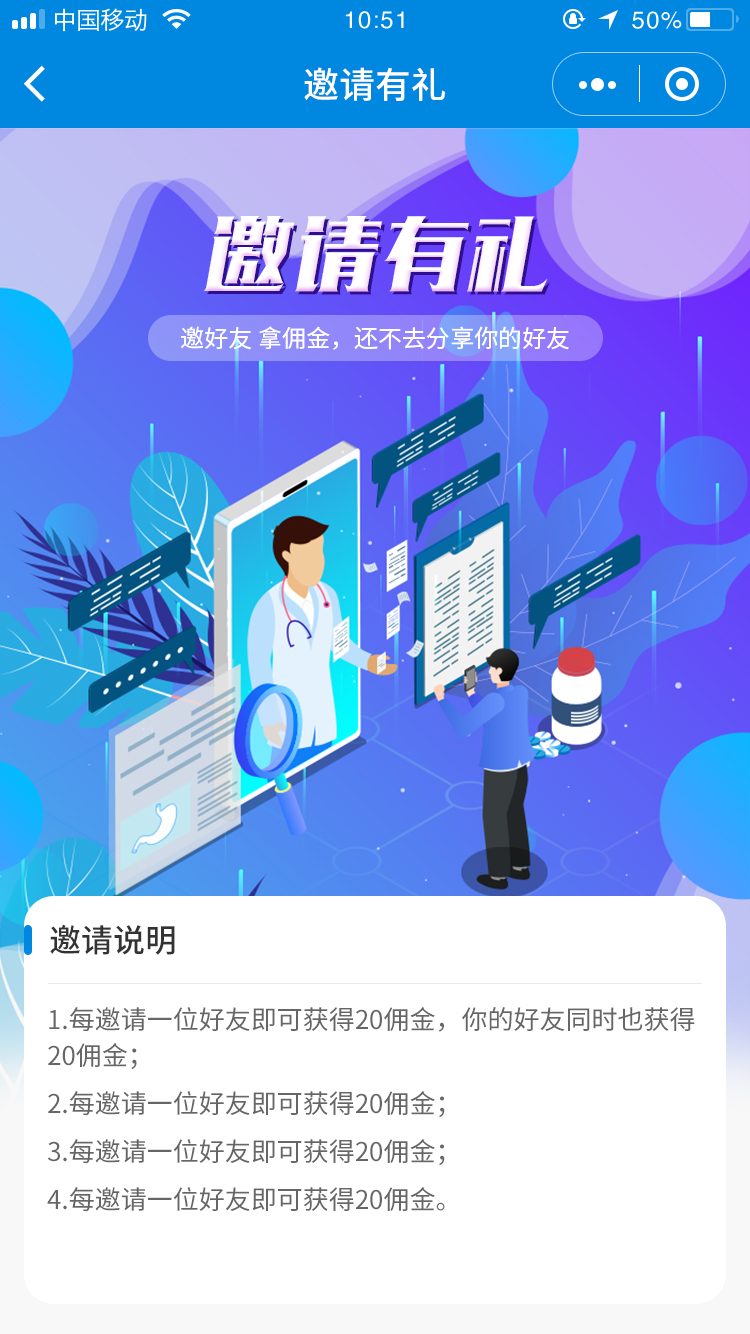 中国移动
10:51
50%
邀请有礼
邀请有礼
邀好友 拿佣金，还不去分享你的好友
邀请说明
1.每邀请一位好友即可获得20佣金，你的好友同时也获得
20佣金；
2.每邀请一位好友即可获得20佣金；
3.每邀请一位好友即可获得20佣金；
4.每邀请一位好友即可获得20佣金。